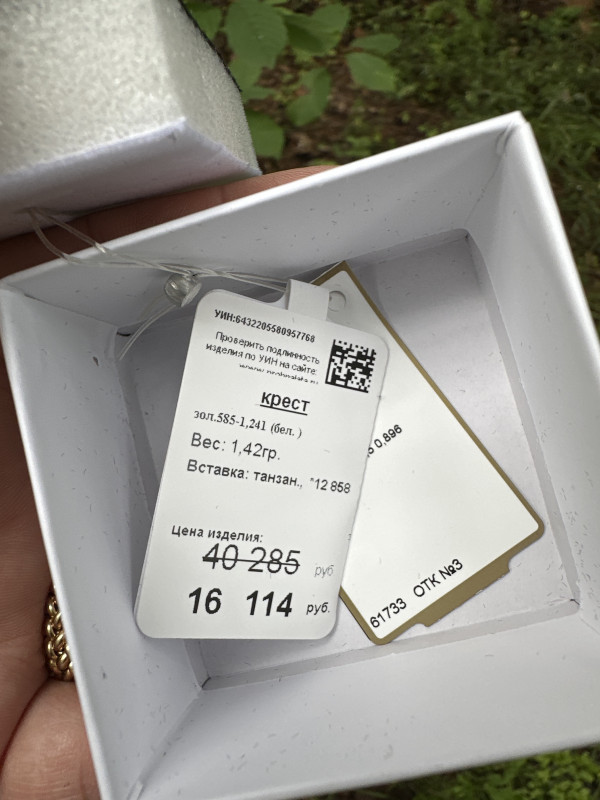 УИН:6432205580957768
Проверить подлинность
изделия по УИН на сайте:
крест
зол.585-1,241 (бел. )
Вес: 1,42гр.
Вставка: танзан., *12 858
Цена изделия:
40 285 руб
16 114 руб.
0,896
61733 ОТК №3